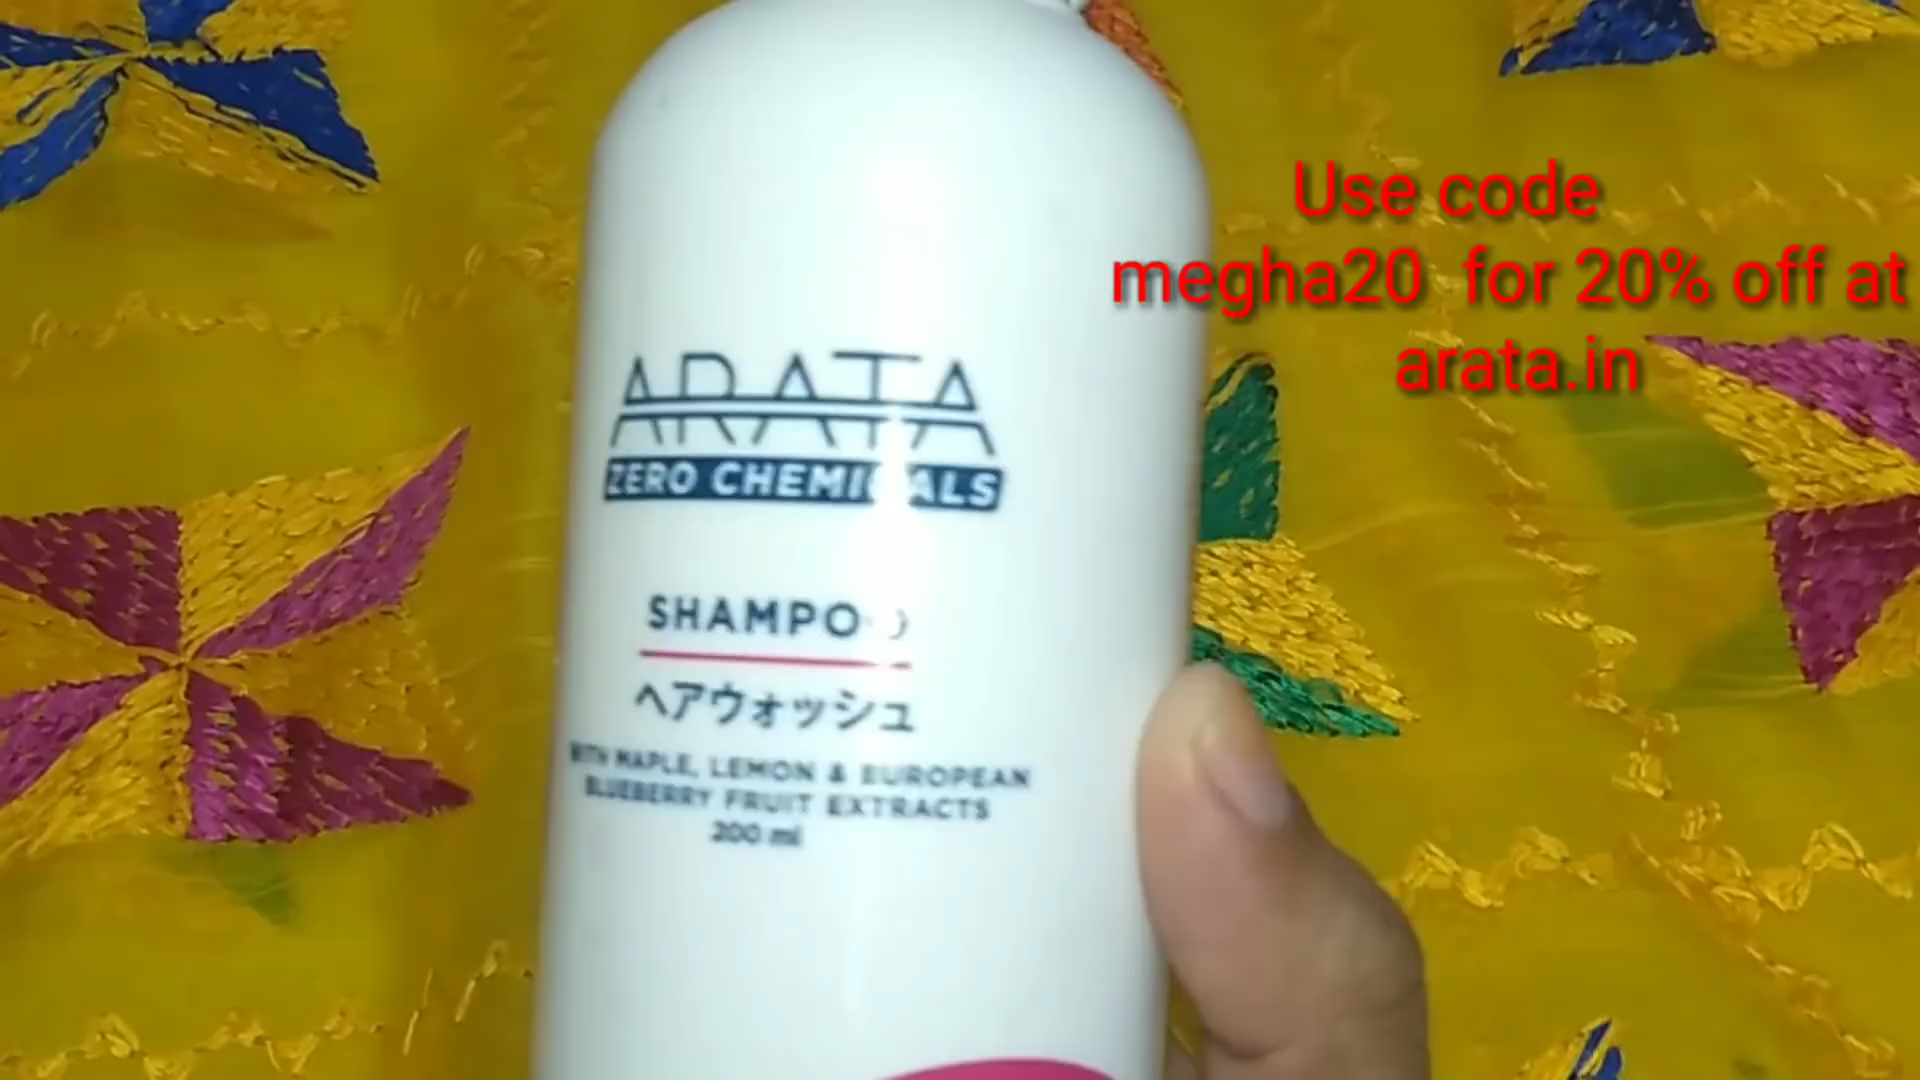 ARATA
ZERO CHEMICALS
SHAMPOO
ヘアウォッシュ
WITH MAPLE, LEMON & EUROPEAN
BLUEBERRY FRUIT EXTRACTS
200 ml
Use code
megha20 for 20% off at
arata.in